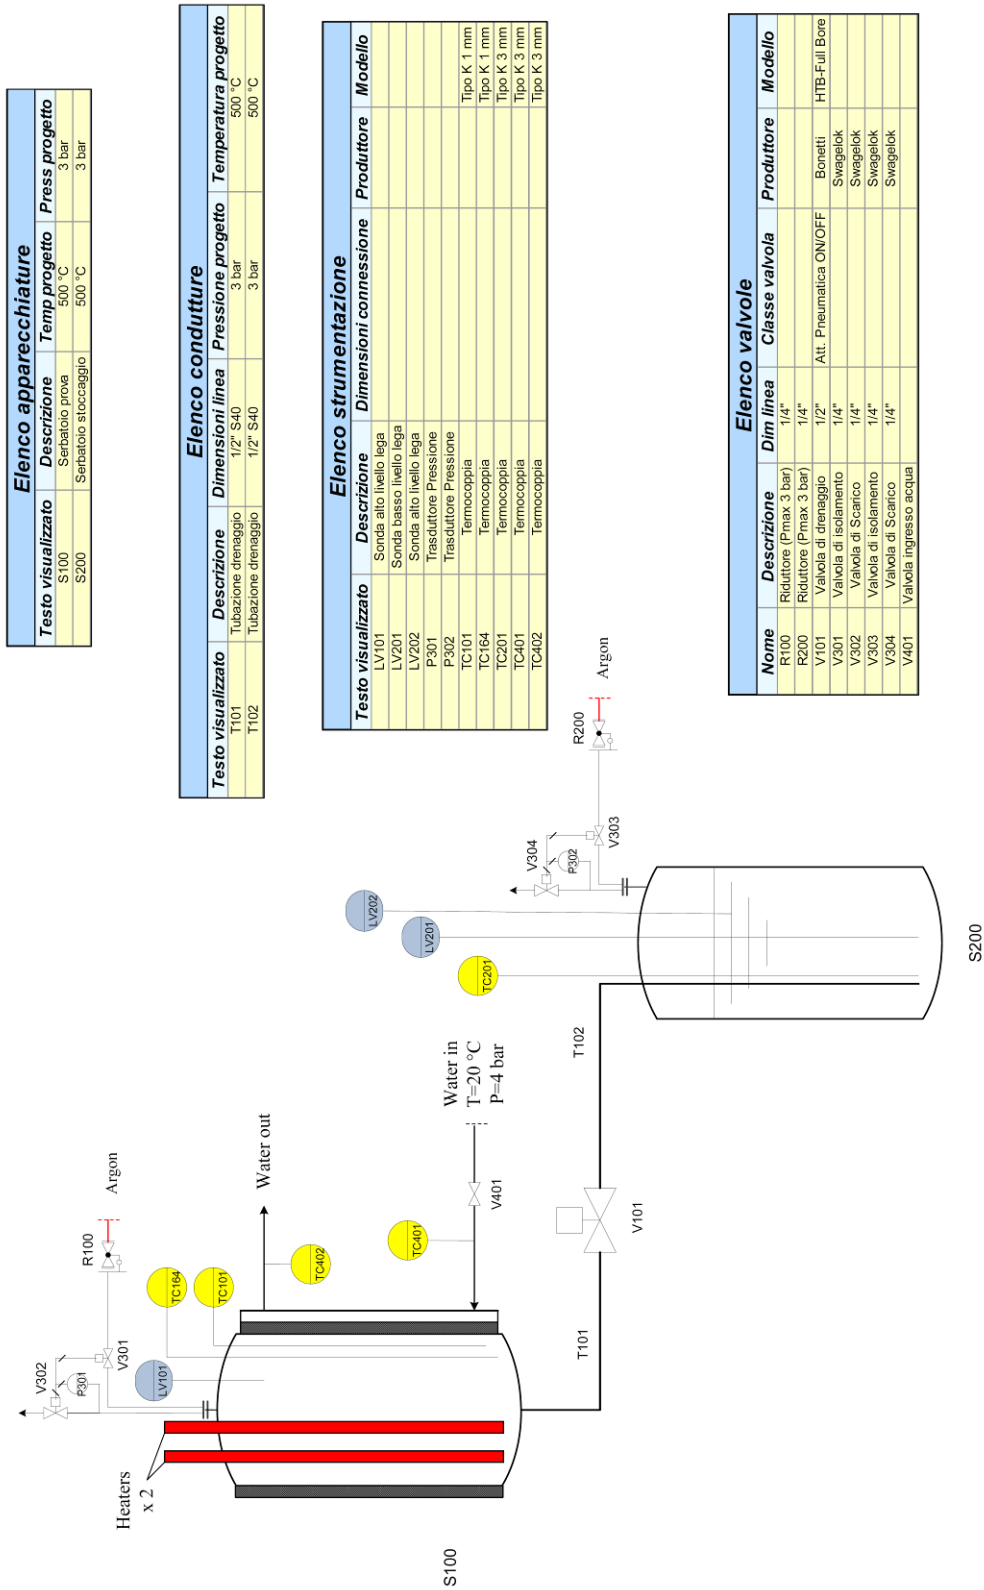 Elenco apparecchiature
Testo visualizzato Descrizione Temp progetto Press progetto
S100 Serbatoio prova 500 °C 3 bar
S200 Serbatoio stoccaggio 500 °C 3 bar
Elenco condutture
Testo visualizzato Descrizione Dimensioni linea Pressione progetto Temperatura progetto
T101 Tubazione drenaggio 1/2" S40 3 bar 500 °C
T102 Tubazione drenaggio 1/2" S40 3 bar 500 °C
Elenco strumentazione
Testo visualizzato Descrizione Dimensioni connessione Produttore Modello
LV101 Sonda alto livello lega
LV201 Sonda basso livello lega
LV202 Sonda alto livello lega
P301 Trasduttore Pressione
P302 Trasduttore Pressione
TC101 Termocoppia Tipo K 1 mm
TC164 Termocoppia Tipo K 1 mm
TC201 Termocoppia Tipo K 3 mm
TC401 Termocoppia Tipo K 3 mm
TC402 Termocoppia Tipo K 3 mm
Elenco valvole
Nome Descrizione Dim linea Classe valvola Produttore Modello
R100 Riduttore (Pmax 3 bar) 1/4"
R200 Riduttore (Pmax 3 bar) 1/4"
V101 Valvola di drenaggio 1/2" Att. Pneumatica ON/OFF Bonetti HTB-Full Bore
V301 Valvola di isolamento 1/4" Swagelok
V302 Valvola di Scarico 1/4" Swagelok
V303 Valvola di isolamento 1/4" Swagelok
V304 Valvola di Scarico 1/4" Swagelok
V401 Valvola ingresso acqua
Heaters
x 2
S100
V302
P301
V301
R100
Argon
LV101
TC164
TC101
Water out
TC402
TC401
V401
Water in
T=20 °C
P=4 bar
T101
V101
T102
TC201
LV201
LV202
V304
P302
V303
R200
Argon
S200